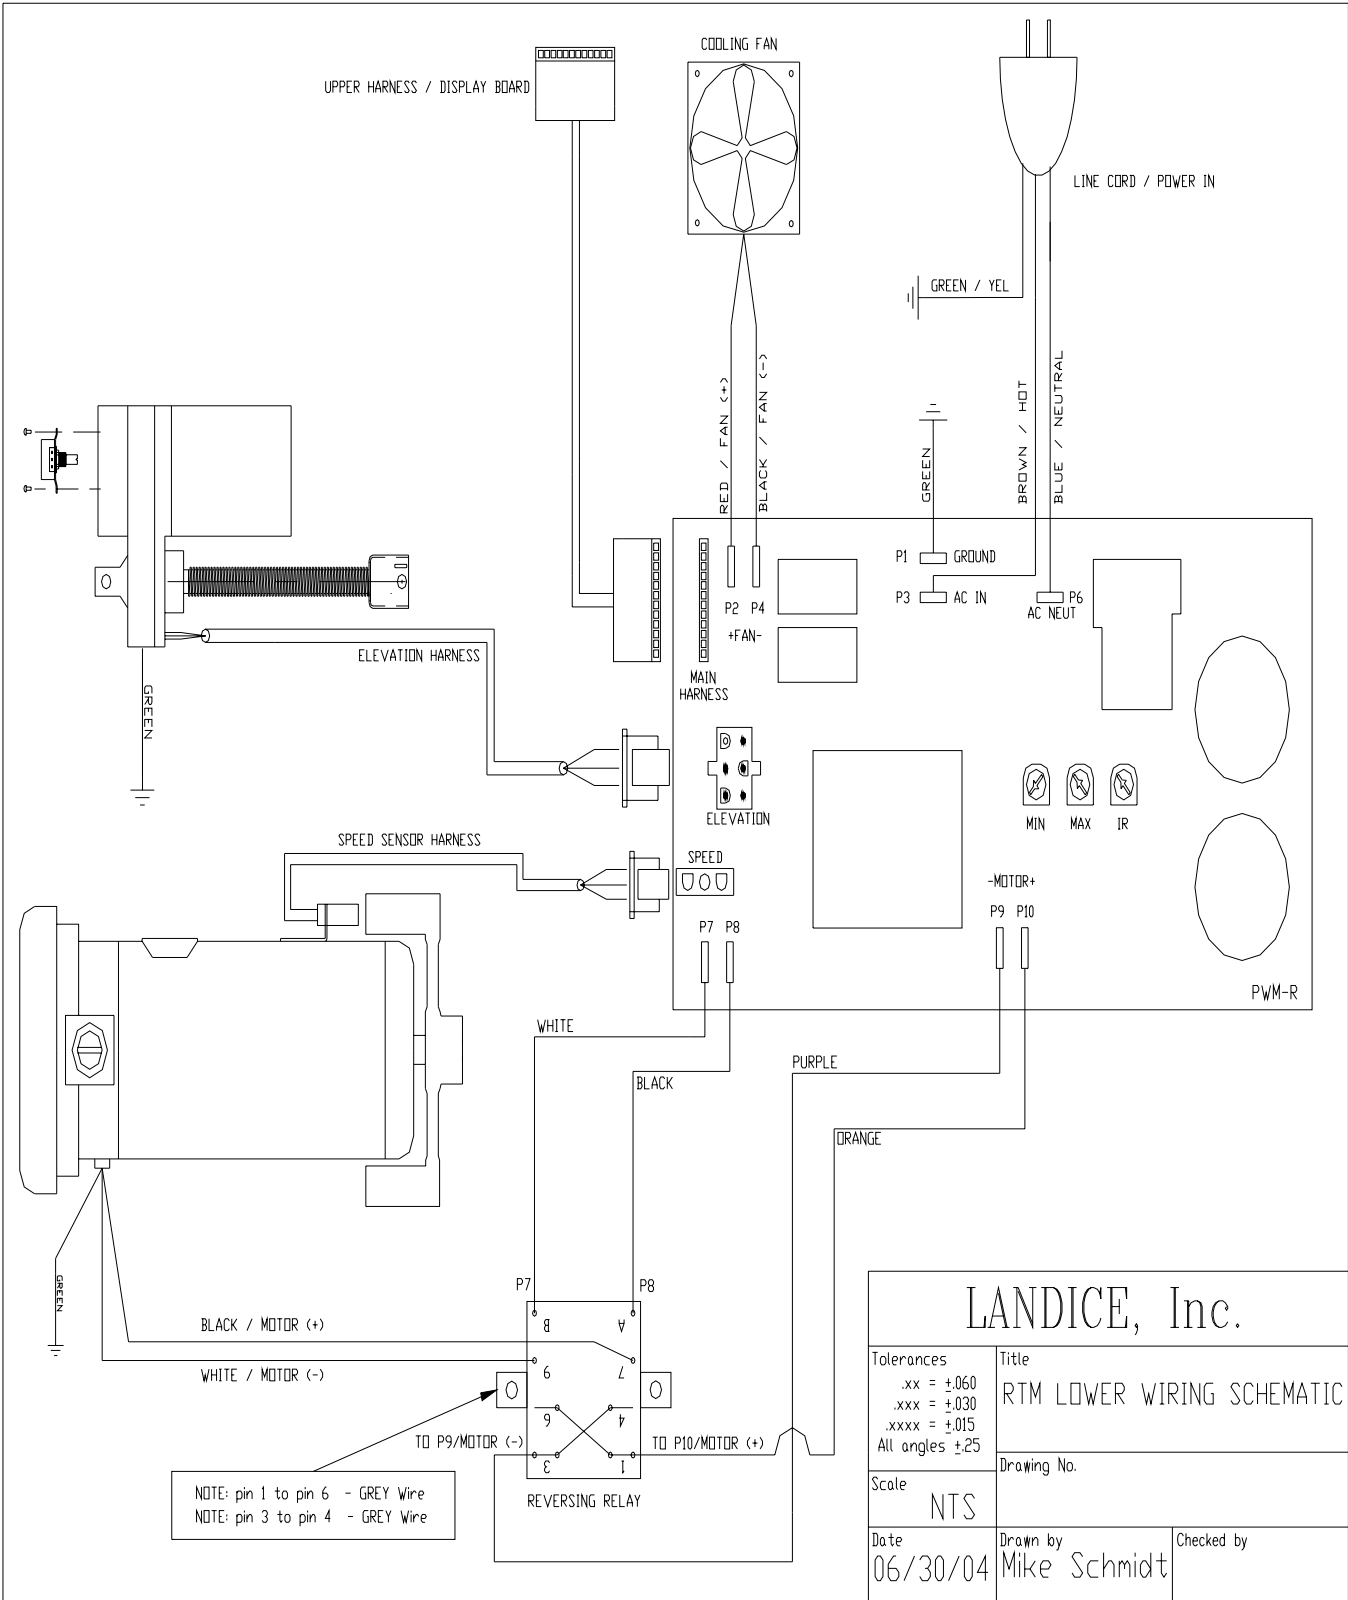 COOLING FAN
UPPER HARNESS / DISPLAY BOARD
LINE CORD / POWER IN
GREEN / YEL
RED / FAN (+)
BLACK / FAN (-)
GREEN
BROWN / HOT
BLUE / NEUTRAL
P1 GROUND
P3 AC IN
P6
AC NEUT
P2 P4
+FAN-
MAIN
HARNESS
ELEVATION HARNESS
GREEN
ELEVATION
MIN MAX IR
SPEED SENSOR HARNESS
SPEED
-MOTOR+
P9 P10
P7 P8
PWM-R
WHITE
BLACK
PURPLE
ORANGE
GREEN
P7 P8
B A
BLACK / MOTOR (+)
WHITE / MOTOR (-)
9 7
6 4
TO P9/MOTOR (-)
TO P10/MOTOR (+)
3 1
REVERSING RELAY
NOTE: pin 1 to pin 6 - GREY Wire
NOTE: pin 3 to pin 4 - GREY Wire
LANDICE, Inc.
Tolerances
.xx = ±.060
.xxx = ±.030
.xxxx = ±.015
All angles ±.25
Title
RTM LOWER WIRING SCHEMATIC
Drawing No.
Scale
NTS
Date
06/30/04
Drawn by
Mike Schmidt
Checked by